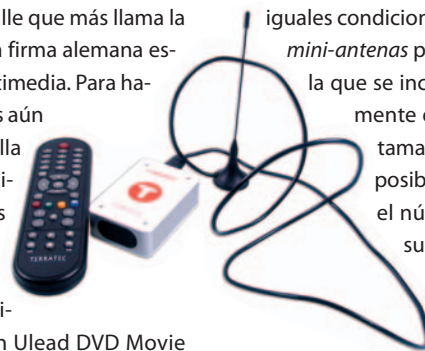 lle que más llama la
firma alemana es-
timedia. Para ha-
s aún
lla
i-
s
i-
n Ulead DVD Movie
iguales condicion
mini-antenas p
la que se inc
mente
tama
posib
el nú
su
TERRATEC
T